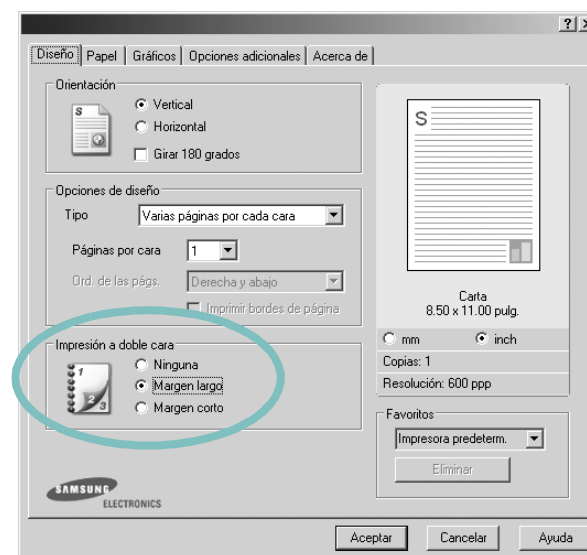 Diseño Papel Gráficos Opciones adicionales Acerca de
Orientación
S
Vertical
Horizontal
Girar 180 grados
Opciones de diseño
Tipo Varias páginas por cada cara
Páginas por cara 1
Ord. de las págs. Derecha y abajo
Imprimir bordes de página
Impresión a doble cara
1
2
3
Ninguna
Margen largo
Margen corto
SAMSUNG
ELECTRONICS
S
Carta
8.50 x 11.00 pulg.
mm inch
Copias: 1
Resolución: 600 ppp
Favoritos
Impresora predeterm.
Eliminar
Aceptar Cancelar Ayuda